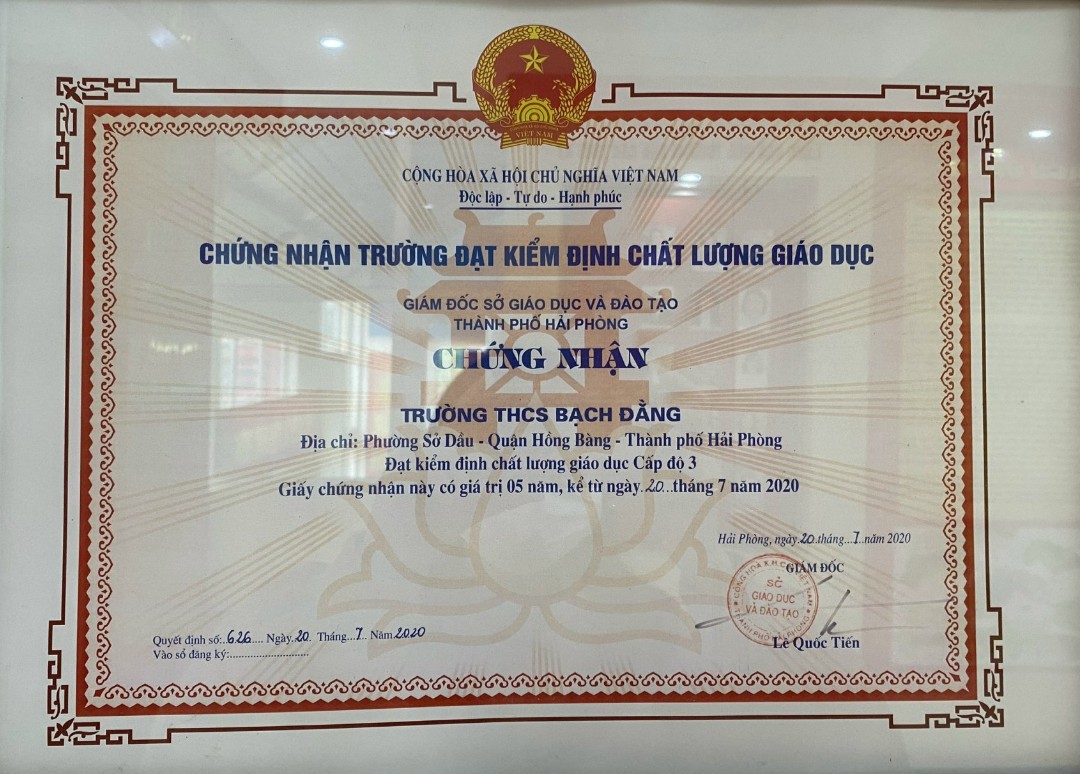 VIỆT NAM
CỘNG HÒA XÃ HỘI CHỦ NGHĨA VIỆT NAM
Độc lập - Tự do - Hạnh phúc
CHỨNG NHẬN TRƯỜNG ĐẠT KIỂM ĐỊNH CHẤT LƯỢNG GIÁO DỤC
GIÁM ĐỐC SỞ GIÁO DỤC VÀ ĐÀO TẠO
THÀNH PHỐ HẢI PHÒNG
CHỨNG NHẬN
TRƯỜNG THCS BẠCH ĐẰNG
Địa chỉ: Phường Sở Dầu - Quận Hồng Bàng - Thành phố Hải Phòng
Đạt kiểm định chất lượng giáo dục Cấp độ 3
Giấy chứng nhận này có giá trị 05 năm, kể từ ngày..20...tháng 7 năm 2020
Hải Phòng, ngày.20..tháng...7..năm 2020
GIÁM ĐỐC
SỞ
GIÁO DỤC
VÀ ĐÀO TẠO
Lê Quốc Tiến
Quyết định số:..626.... Ngày.20. Tháng...7.. Năm 2020
Vào sổ đăng ký:...........................